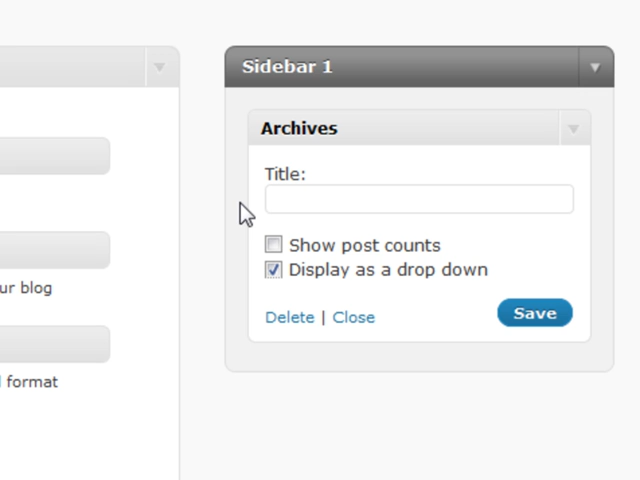 Sidebar 1
Archives
Title:
Show post counts
Display as a drop down
Delete | Close
Save
ur blog
format